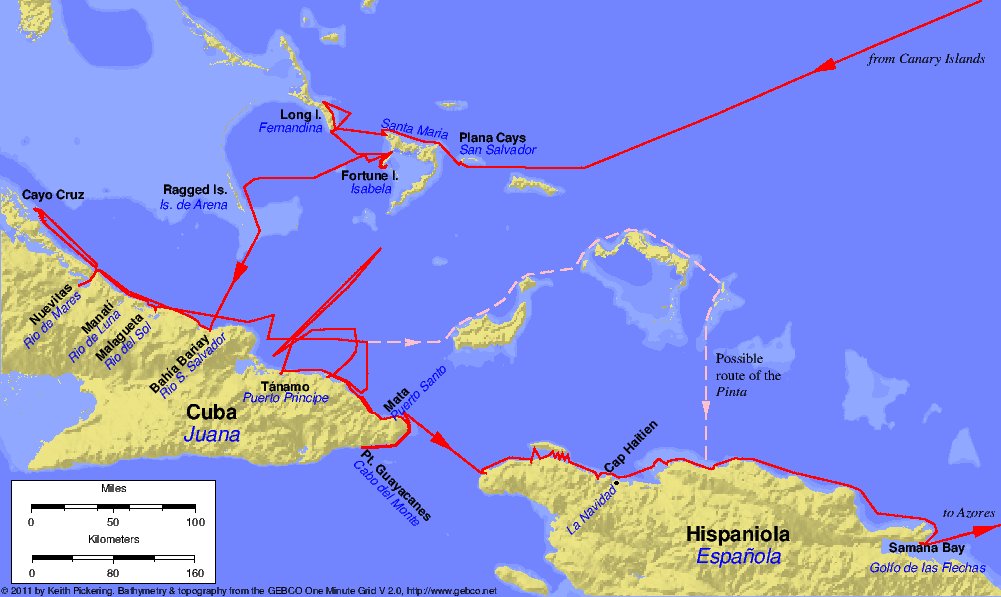 from Canary Islands
Long I.
Fernandina
Santa Maria
Plana Cays
San Salvador
Fortune I.
Isabela
Ragged Is.
Is. de Arena
Cayo Cruz
Nuevitas
Rio de Mares
Manatí
Rio de Luna
Malagueta
Rio del Sol
Bahía Bariay
Rio S. Salvador
Tánamo
Puerto Principe
Cuba
Juana
Mata
Puerto Santo
Pt. Guayacanes
Cabo del Monte
Possible
route of the
Pinta
Cap Haitien
La Navidad
Hispaniola
Española
to Azores
Samana Bay
Golfo de las Flechas
Miles
0 50 100
Kilometers
0 80 160
© 2011 by Keith Pickering. Bathymetry & topography from the GEBCO One Minute Grid V 2.0, http://www.gebco.net